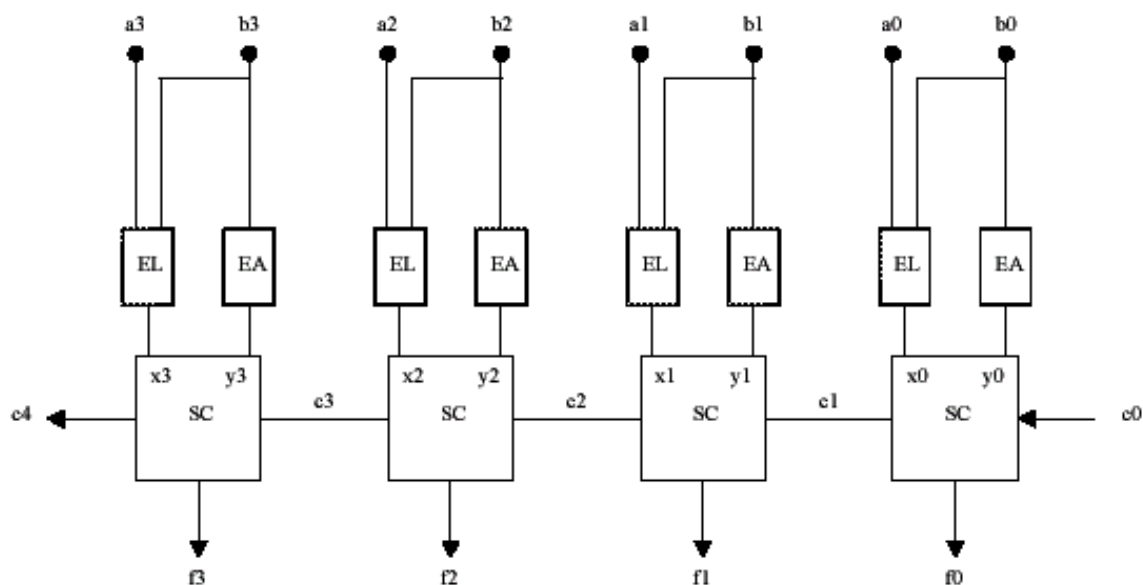 a3 b3 a2 b2 a1 b1 a0 b0
EL EA EL EA EL EA EL EA
x3 y3 x2 y2 x1 y1 x0 y0
c4 SC c3 SC c2 SC c1 SC c0
f3 f2 f1 f0